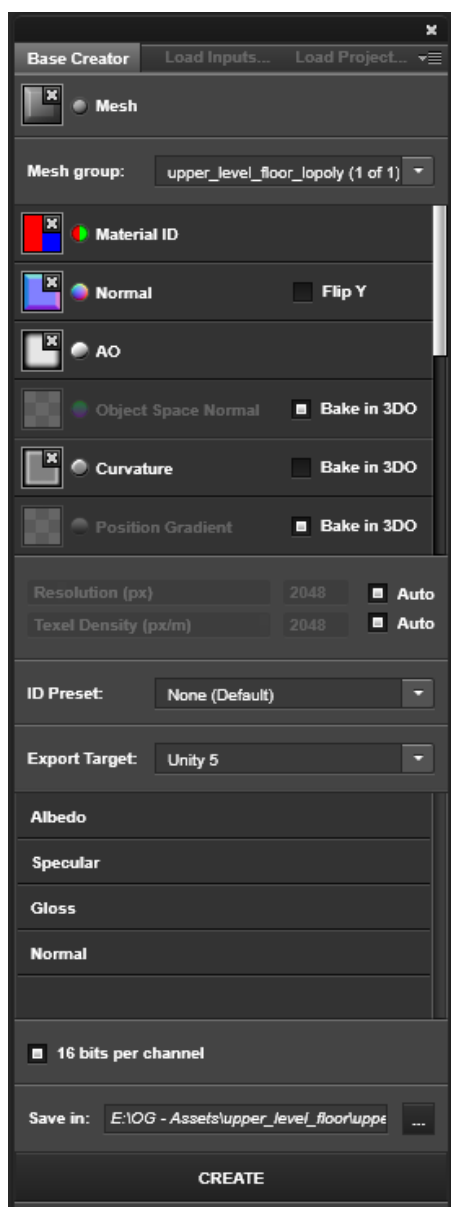 Base Creator Load Inputs... Load Project...
Mesh
Mesh group: upper_level_floor_lopoly (1 of 1)
Material ID
Normal Flip Y
AO
Object Space Normal Bake in 3DO
Curvature Bake in 3DO
Position Gradient Bake in 3DO
Resolution (px) 2048 Auto
Texel Density (px/m) 2048 Auto
ID Preset: None (Default)
Export Target: Unity 5
Albedo
Specular
Gloss
Normal
16 bits per channel
Save in: E:\OG - Assets\upper_level_floor\uppe ...
CREATE